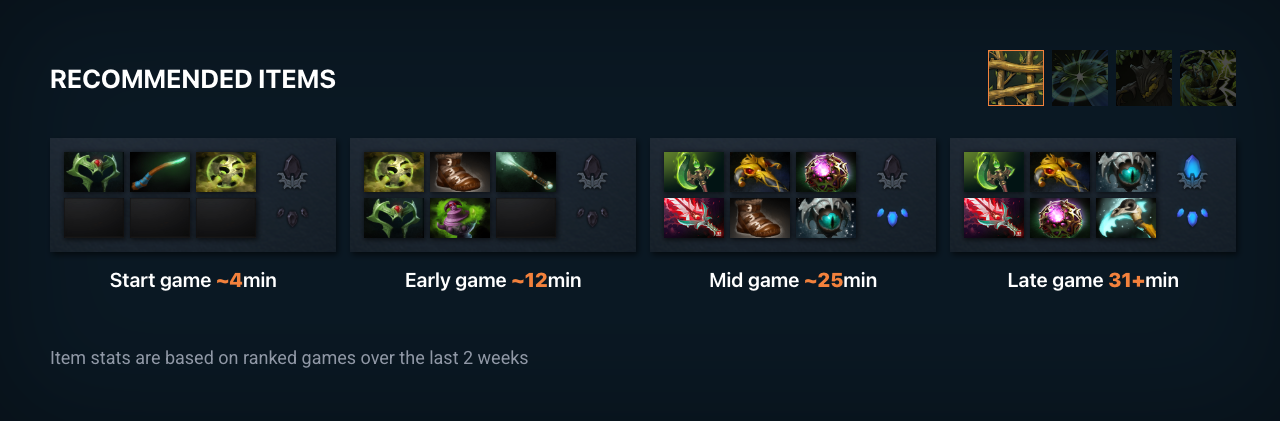 RECOMMENDED ITEMS
Start game ~4min
Early game ~12min
Mid game ~25min
Late game 31+min
Item stats are based on ranked games over the last 2 weeks